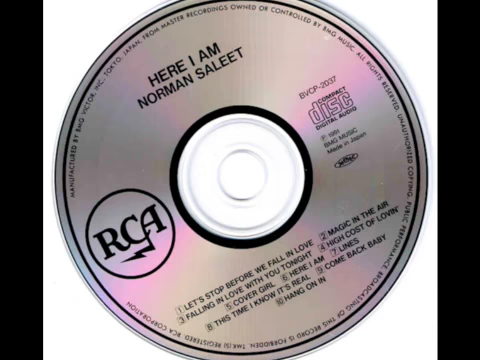 MANUFACTURED BY BMG VICTOR, INC., TOKYO, JAPAN, FROM MASTER RECORDINGS OWNED OR CONTROLLED BY BMG MUSIC. ALL RIGHTS RESERVED. UNAUTHORIZED COPYING, PUBLIC PERFORMANCE BROADCASTING OF THIS RECORD IS FORBIDDEN. TMK(S) REGISTERED: RCA CORPORATION
HERE I AM
NORMAN SALEET
BVCP-2037
COMPACT
disc
DIGITAL AUDIO
BMG MUSIC
Made in Japan
RCA
1 LET'S STOP BEFORE WE FALL IN LOVE 2 MAGIC IN THE AIR
3 FALLING IN LOVE WITH YOU TONIGHT 4 HIGH COST OF LOVIN'
5 COVER GIRL 6 HERE I AM 7 LINES
8 THIS TIME I KNOW IT'S REAL 9 COME BACK BABY
10 HANG ON IN